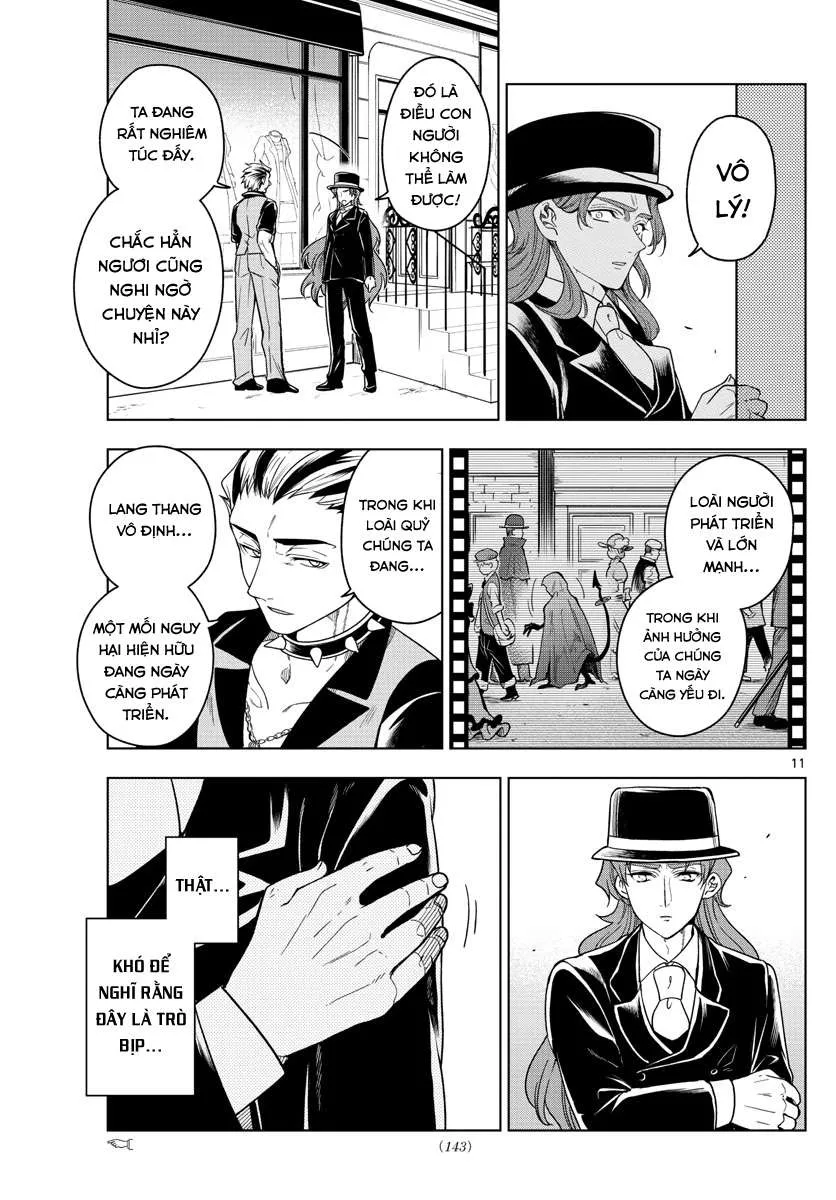 VÔ
LÝ!
ĐÓ LÀ
ĐIỀU CON
NGƯỜI
KHÔNG
THỂ LÀM
ĐƯỢC!
TA ĐANG
RẤT NGHIÊM
TÚC ĐẤY.
CHẮC HẲN
NGƯƠI CŨNG
NGHI NGỜ
CHUYỆN NÀY
NHỈ?
LOÀI NGƯỜI
PHÁT TRIỂN
VÀ LỚN
MẠNH,
TRONG KHI
ẢNH HƯỞNG
CỦA CHÚNG
TA NGÀY
CÀNG YẾU ĐI.
TRONG KHI
LOÀI QUỶ
CHÚNG TA
ĐANG...
LANG THANG
VÔ ĐỊNH...
MỘT MỐI NGUY
HẠI HIỆN HỮU
ĐANG NGÀY
CÀNG PHÁT
TRIỂN.
11
THẬT...
KHÓ ĐỂ
NGHĨ RẰNG
ĐÂY LÀ TRÒ
BỊP...
(143)